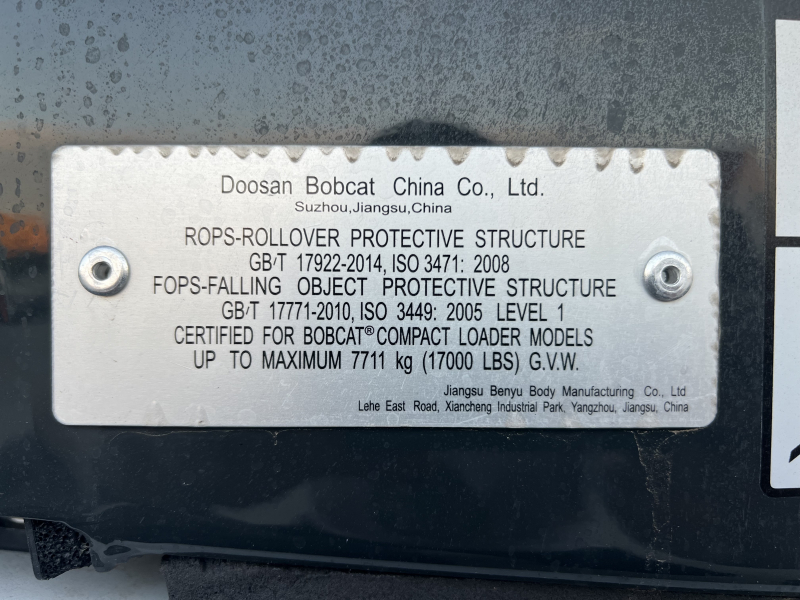 Doosan Bobcat China Co., Ltd.
Suzhou,Jiangsu,China
ROPS-ROLLOVER PROTECTIVE STRUCTURE
GB/T 17922-2014, ISO 3471: 2008
FOPS-FALLING OBJECT PROTECTIVE STRUCTURE
GB/T 17771-2010, ISO 3449: 2005 LEVEL 1
CERTIFIED FOR BOBCAT® COMPACT LOADER MODELS
UP TO MAXIMUM 7711 kg (17000 LBS) G.V.W.
Jiangsu Benyu Body Manufacturing Co., Ltd
Lehe East Road, Xiancheng Industrial Park, Yangzhou, Jiangsu, China